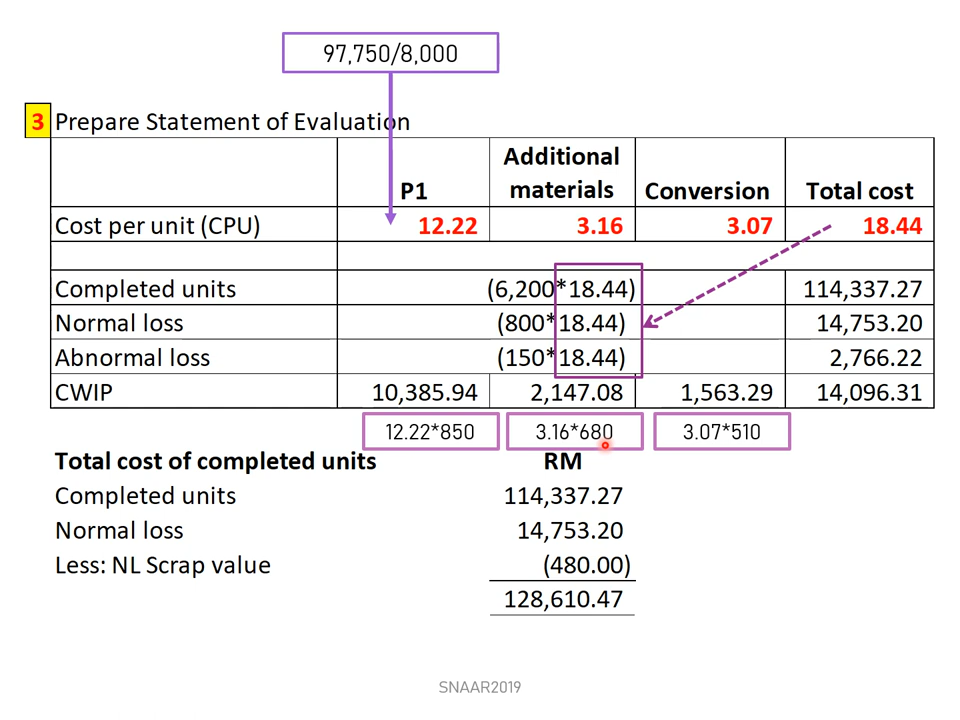 97,750/8,000
3 Prepare Statement of Evaluation
P1 Additional materials Conversion Total cost
Cost per unit (CPU) 12.22 3.16 3.07 18.44
Completed units (6,200*18.44) 114,337.27
Normal loss (800*18.44) 14,753.20
Abnormal loss (150*18.44) 2,766.22
CWIP 10,385.94 2,147.08 1,563.29 14,096.31
12.22*850 3.16*680 3.07*510
Total cost of completed units RM
Completed units 114,337.27
Normal loss 14,753.20
Less: NL Scrap value (480.00)
128,610.47
SNAAR2019